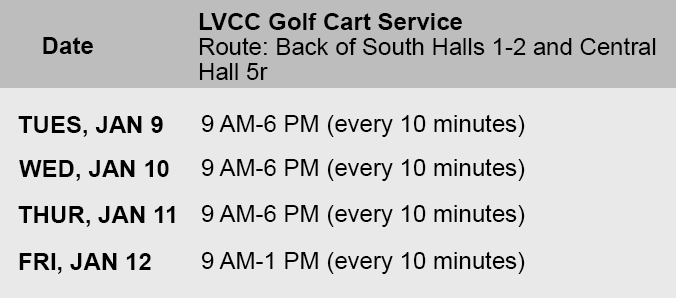 Date
LVCC Golf Cart Service
Route: Back of South Halls 1-2 and Central
Hall 5r
TUES, JAN 9 9 AM-6 PM (every 10 minutes)
WED, JAN 10 9 AM-6 PM (every 10 minutes)
THUR, JAN 11 9 AM-6 PM (every 10 minutes)
FRI, JAN 12 9 AM-1 PM (every 10 minutes)